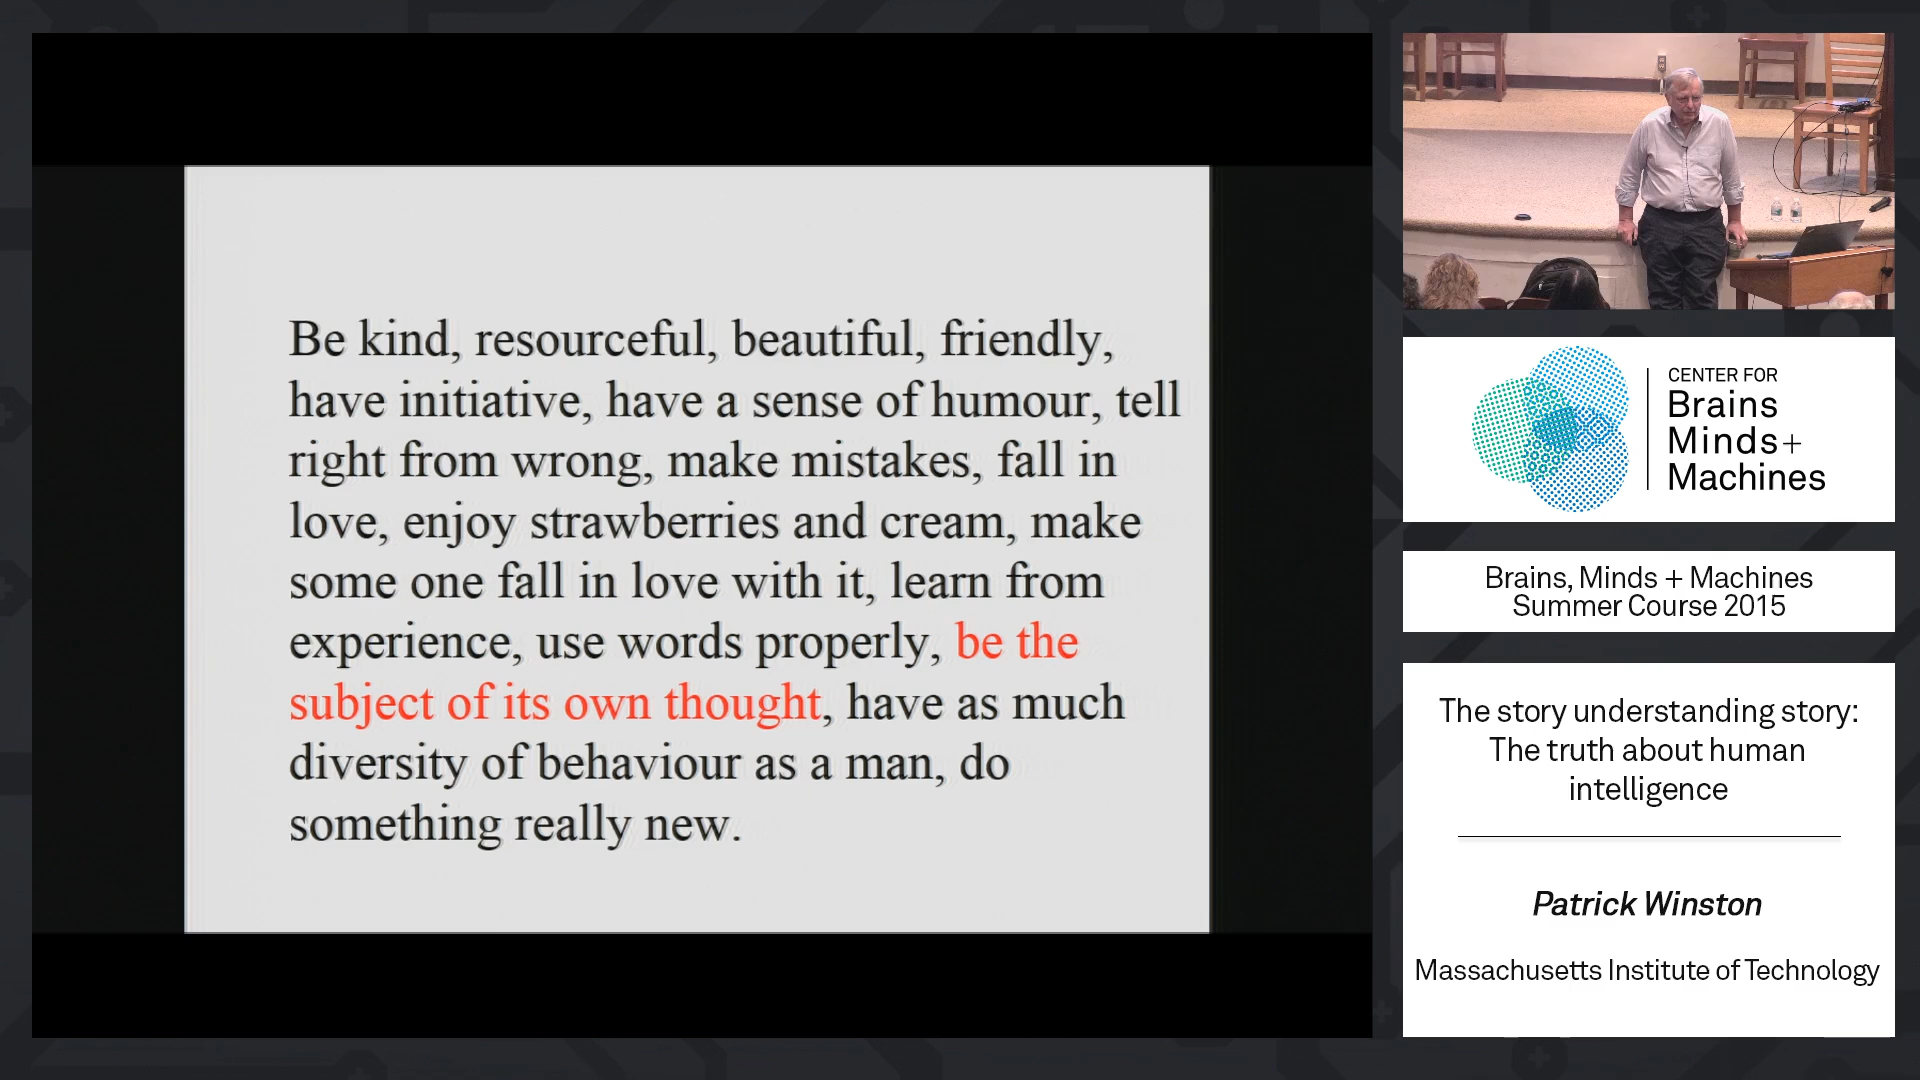 Be kind, resourceful, beautiful, friendly,
have initiative, have a sense of humour, tell
right from wrong, make mistakes, fall in
love, enjoy strawberries and cream, make
some one fall in love with it, learn from
experience, use words properly, be the
subject of its own thought, have as much
diversity of behaviour as a man, do
something really new.
CENTER FOR
Brains
Minds+
Machines
Brains, Minds + Machines
Summer Course 2015
The story understanding story:
The truth about human
intelligence
Patrick Winston
Massachusetts Institute of Technology